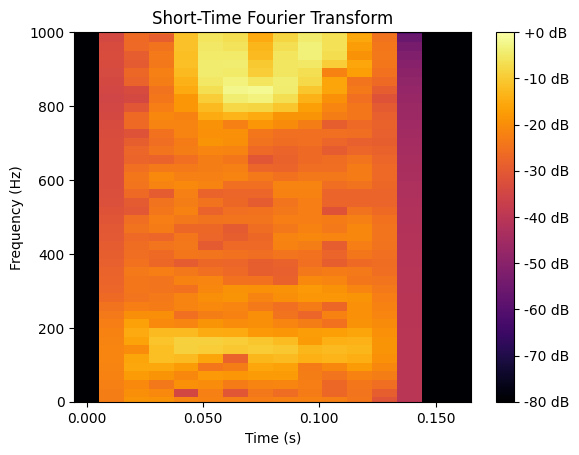 Short-Time Fourier Transform
1000
800
600
400
200
0
Frequency (Hz)
0.000
0.050
0.100
0.150
Time (s)
+0 dB
-10 dB
-20 dB
-30 dB
-40 dB
-50 dB
-60 dB
-70 dB
-80 dB